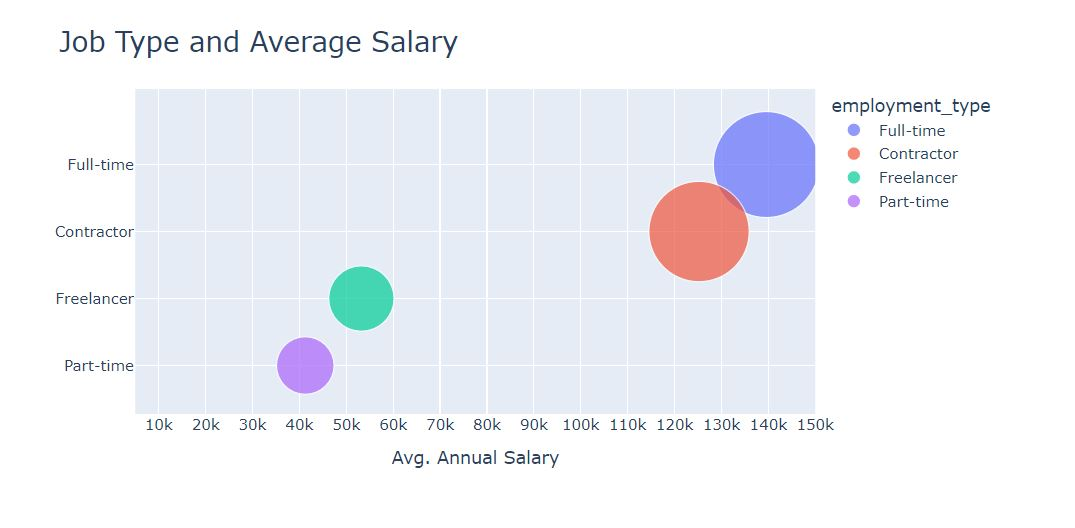 Job Type and Average Salary
employment_type
Full-time
Contractor
Freelancer
Part-time
Full-time
Contractor
Freelancer
Part-time
10k 20k 30k 40k 50k 60k 70k 80k 90k 100k 110k 120k 130k 140k 150k
Avg. Annual Salary